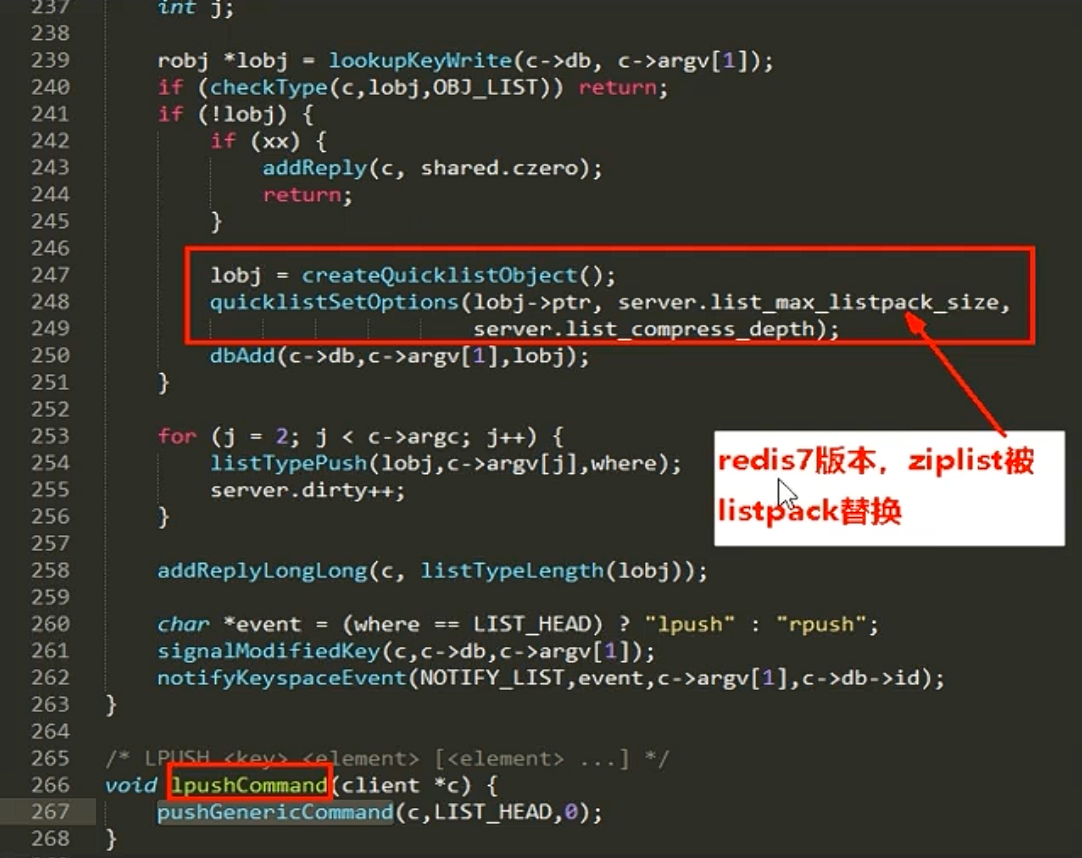 237 int j;
238
239 robj *lobj = lookupKeyWrite(c->db, c->argv[1]);
240 if (checkType(c,lobj,OBJ_LIST)) return;
241 if (!lobj) {
242 if (xx) {
243 addReply(c, shared.czero);
244 return;
245 }
246
247 lobj = createQuicklistObject();
248 quicklistSetOptions(lobj->ptr, server.list_max_listpack_size,
249 server.list_compress_depth);
250 dbAdd(c->db,c->argv[1],lobj);
251 }
252
253 for (j = 2; j < c->argc; j++) {
254 listTypePush(lobj,c->argv[j],where);
255 server.dirty++;
256 }
257
258 addReplyLongLong(c, listTypeLength(lobj));
259
260 char *event = (where == LIST_HEAD) ? "lpush" : "rpush";
261 signalModifiedKey(c,c->db,c->argv[1]);
262 notifyKeyspaceEvent(NOTIFY_LIST,event,c->argv[1],c->db->id);
263 }
264
265 /* LPUSH <key> <element> [<element> ...] */
266 void lpushCommand(client *c) {
267 pushGenericCommand(c,LIST_HEAD,0);
268 }
redis7版本，ziplist被
listpack替换